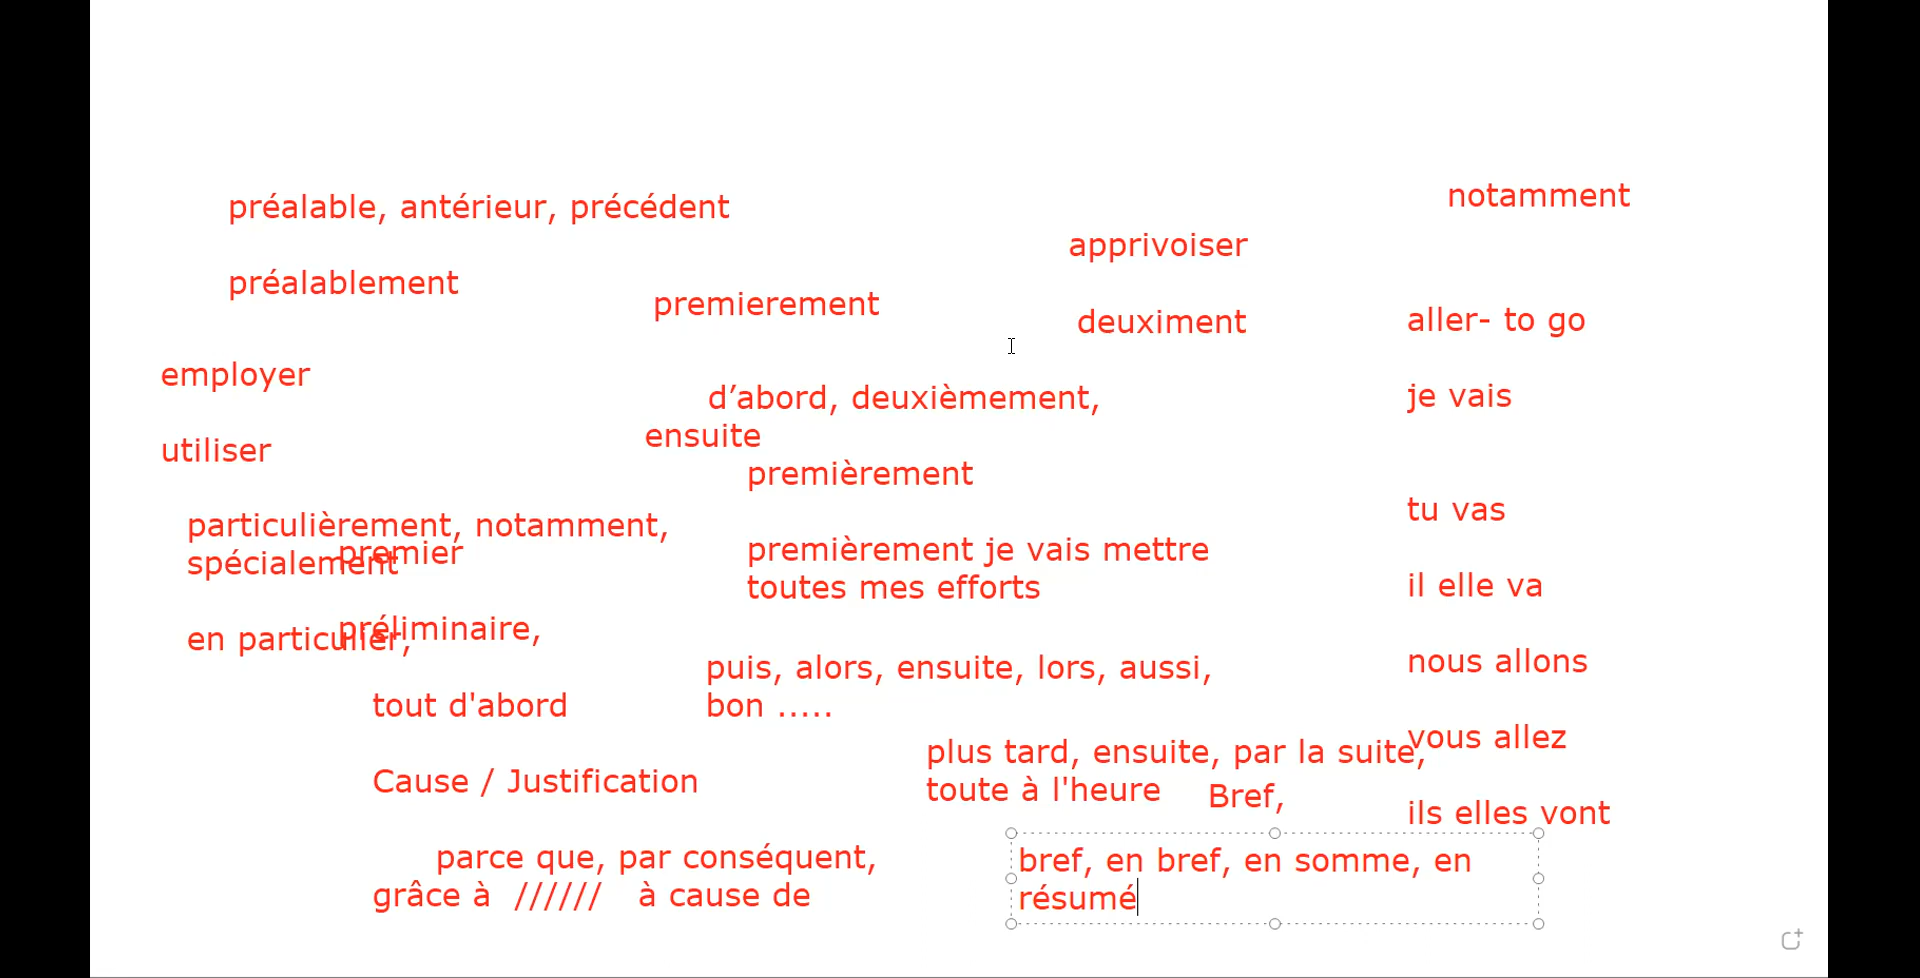 préalable, antérieur, précédent
préalablement
employer
utiliser
particulièrement, notamment,
spécialement
en particulier,
premier
préliminaire,
tout d'abord
Cause / Justification
parce que, par conséquent,
grâce à  //////   à cause de
premierement
d’abord, deuxièmement,
ensuite
premièrement
premièrement je vais mettre
toutes mes efforts
puis, alors, ensuite, lors, aussi,
bon .....
plus tard, ensuite, par la suite,
toute à l'heure
Bref,
bref, en bref, en somme, en
résumé
apprivoiser
deuximent
notamment
aller- to go
je vais
tu vas
il elle va
nous allons
vous allez
ils elles vont